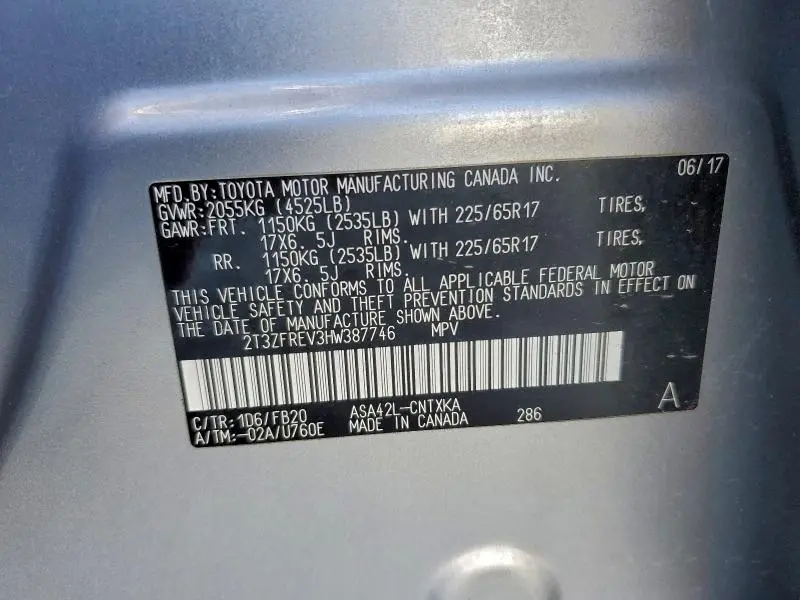 MFD.BY:TOYOTA MOTOR MANUFACTURING CANADA INC. 06/17
GVWR:2055KG (4525LB)
GAWR:FRT. 1150KG (2535LB) WITH 225/65R17 TIRES,
17X6.5J RIMS.
RR. 1150KG (2535LB) WITH 225/65R17 TIRES,
17X6.5J RIMS.
THIS VEHICLE CONFORMS TO ALL APPLICABLE FEDERAL MOTOR
VEHICLE SAFETY AND THEFT PREVENTION STANDARDS IN EFFECT ON
THE DATE OF MANUFACTURE SHOWN ABOVE.
2T3ZFREV3HW387746 MPV
C/TR:1D6/FB20 ASA42L-CNTXKA A
A/TM:-02A/U760E MADE IN CANADA 286